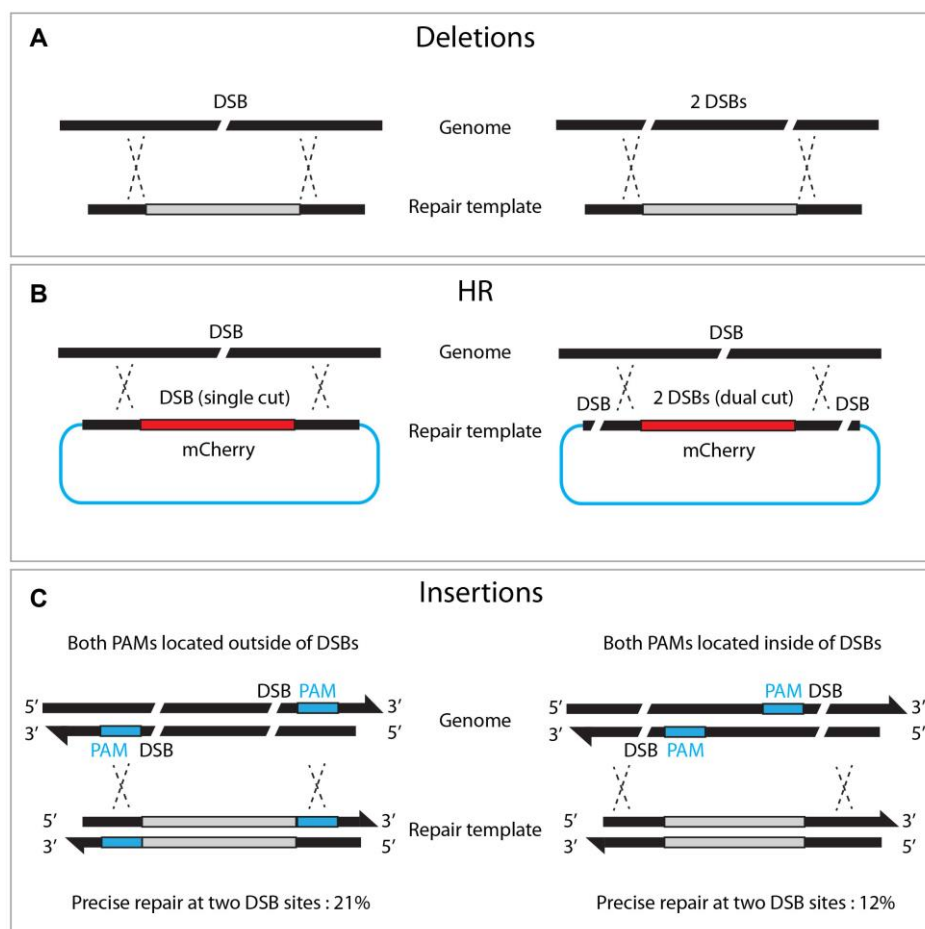 A
Deletions
DSB
2 DSBs
Genome
Repair template
B
HR
DSB
DSB
Genome
DSB (single cut)
DSB
2 DSBs (dual cut)
DSB
Repair template
mCherry
mCherry
C
Insertions
Both PAMs located outside of DSBs
Both PAMs located inside of DSBs
DSB PAM
PAM DSB
5’
3’
5’
3’
Genome
3’
5’
3’
5’
PAM DSB
DSB PAM
5’
3’
5’
3’
Repair template
3’
5’
3’
5’
Precise repair at two DSB sites : 21%
Precise repair at two DSB sites : 12%